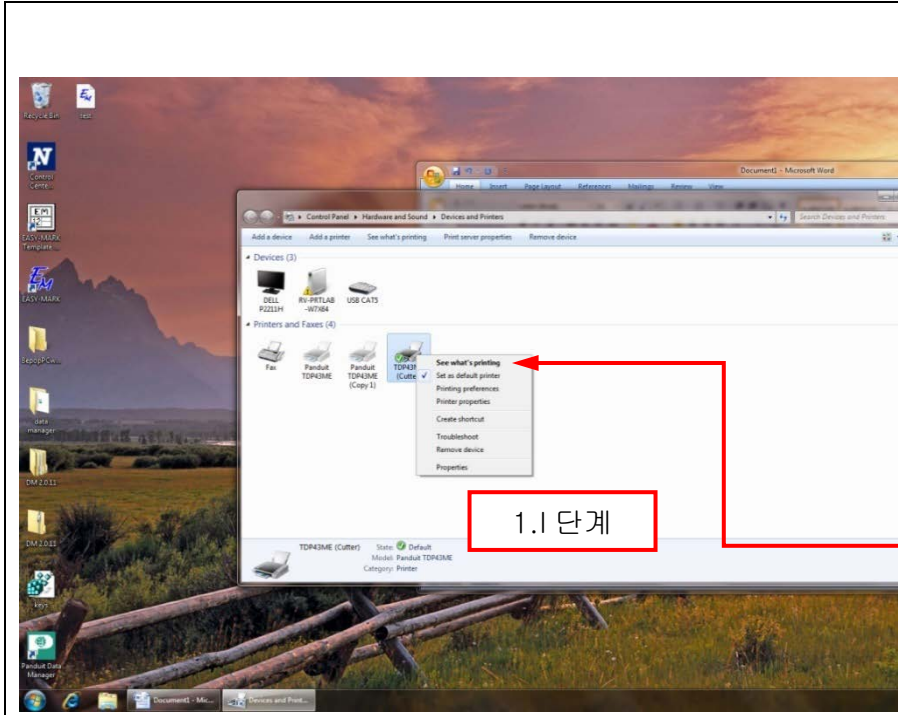 Recycle Bin
test
Control
Cente...
EASY-MARK
Template ...
EASY-MARK
data
manager
DM 2.0.11
DM 2.0.11
keys
Panduit Data
Manager
Document1 - Microsoft Word
Home Insert Page Layout References Mailings Review View
Control Panel Hardware and Sound Devices and Printers
Search Devices and Printers
Add a device Add a printer See what's printing Print server properties Remove device
Devices (3)
DELL
P2211H
RV-PRTLAB
-W7X64
USB CAT5
Printers and Faxes (4)
Fax
Panduit
TDP43ME
Panduit
TDP43ME
(Copy 1)
TDP43M
(Cutte
See what's printing
Set as default printer
Printing preferences
Printer properties
Create shortcut
Troubleshoot
Remove device
Properties
1.I 단계
TDP43ME (Cutter) State: Default
Model: Panduit TDP43ME
Category: Printer
Document1 - Mic...
Devices and Print...